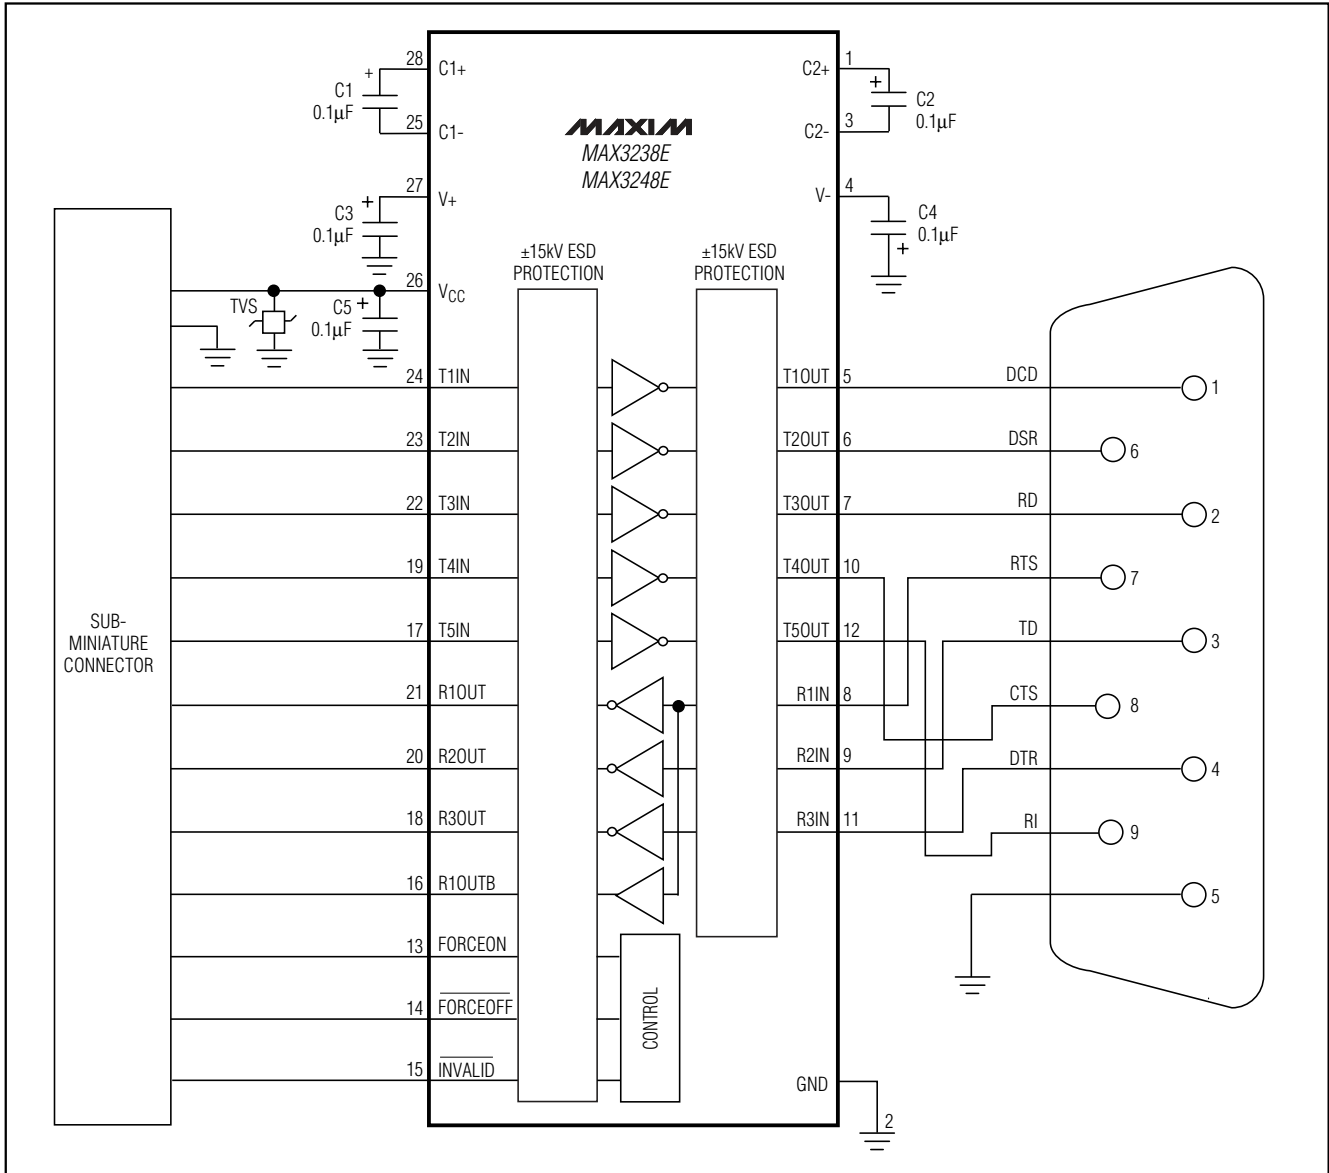 28
C1+
+
C1
0.1µF
25
C1-
27
V+
+
C3
0.1µF
26
VCC
TVS
C5
+
0.1µF
24
T1IN
23
T2IN
22
T3IN
19
T4IN
17
T5IN
21
R1OUT
20
R2OUT
18
R3OUT
16
R1OUTB
13
FORCEON
14
FORCEOFF
15
INVALID
SUB-
MINIATURE
CONNECTOR
MAXIM
MAX3238E
MAX3248E
±15kV ESD
PROTECTION
±15kV ESD
PROTECTION
CONTROL
C2+
1
+
C2
0.1µF
C2-
3
V-
4
C4
0.1µF
+
T1OUT
5
DCD
1
T2OUT
6
DSR
6
T3OUT
7
RD
2
T4OUT
10
RTS
7
T5OUT
12
TD
3
R1IN
8
CTS
8
R2IN
9
DTR
4
R3IN
11
RI
9
5
GND
2